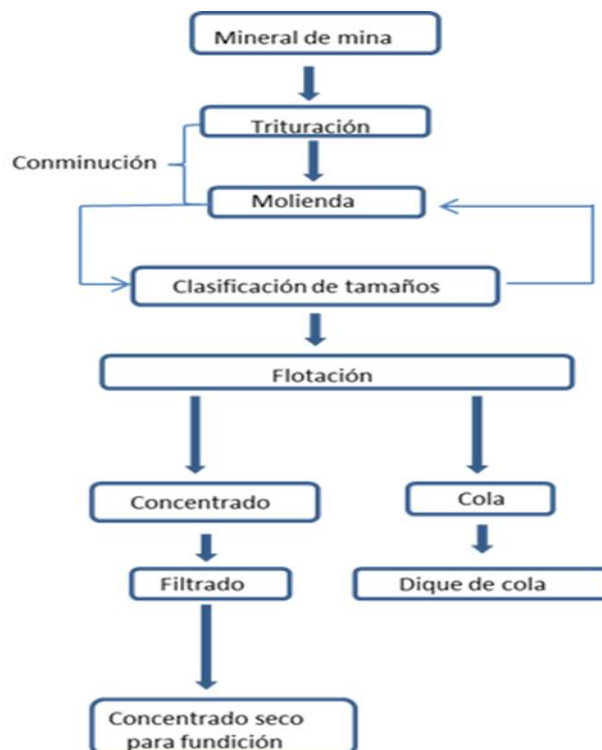 Mineral de mina
Trituración
Conminución
Molienda
Clasificación de tamaños
Flotación
Concentrado
Cola
Filtrado
Dique de cola
Concentrado seco
para fundición